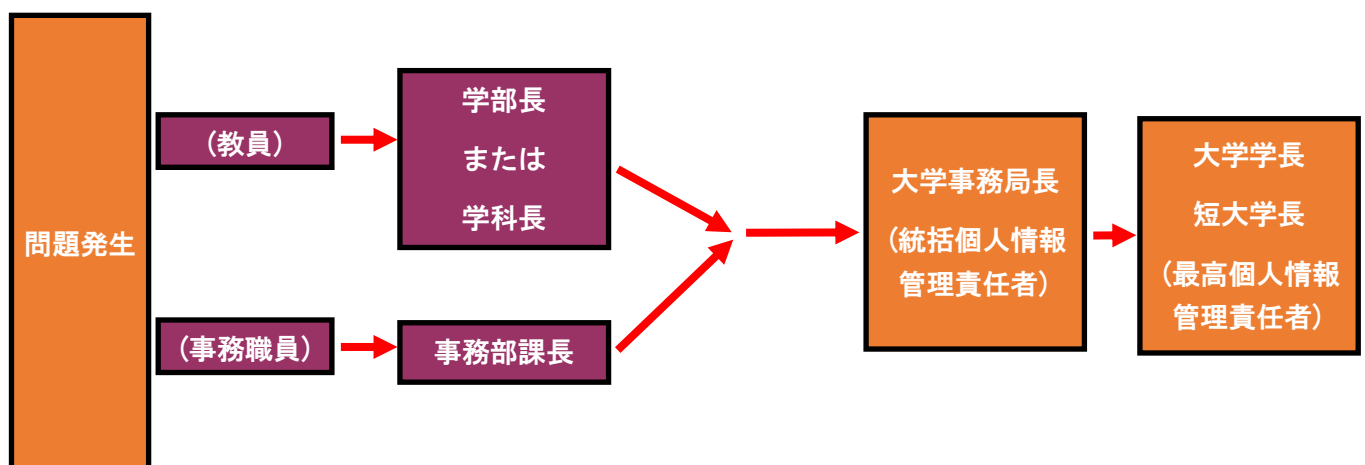 問題発生
（教員）
学部長
または
学科長
（事務職員）
事務部課長
大学事務局長
（統括個人情報
管理責任者）
大学学長
短大学長
（最高個人情報
管理責任者）